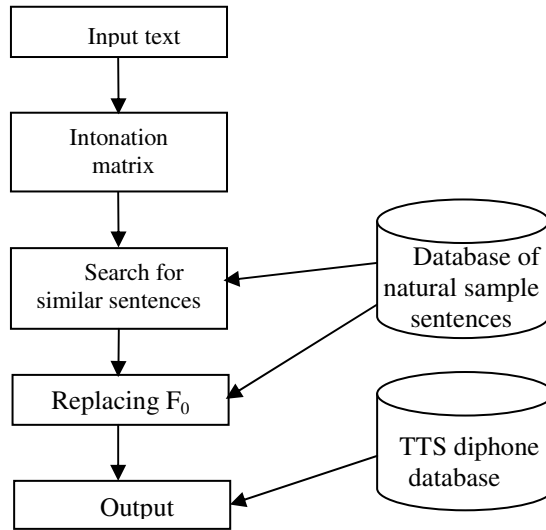 Input text
Intonation
matrix
Search for
similar sentences
Database of
natural sample
sentences
Replacing F₀
TTS diphone
database
Output